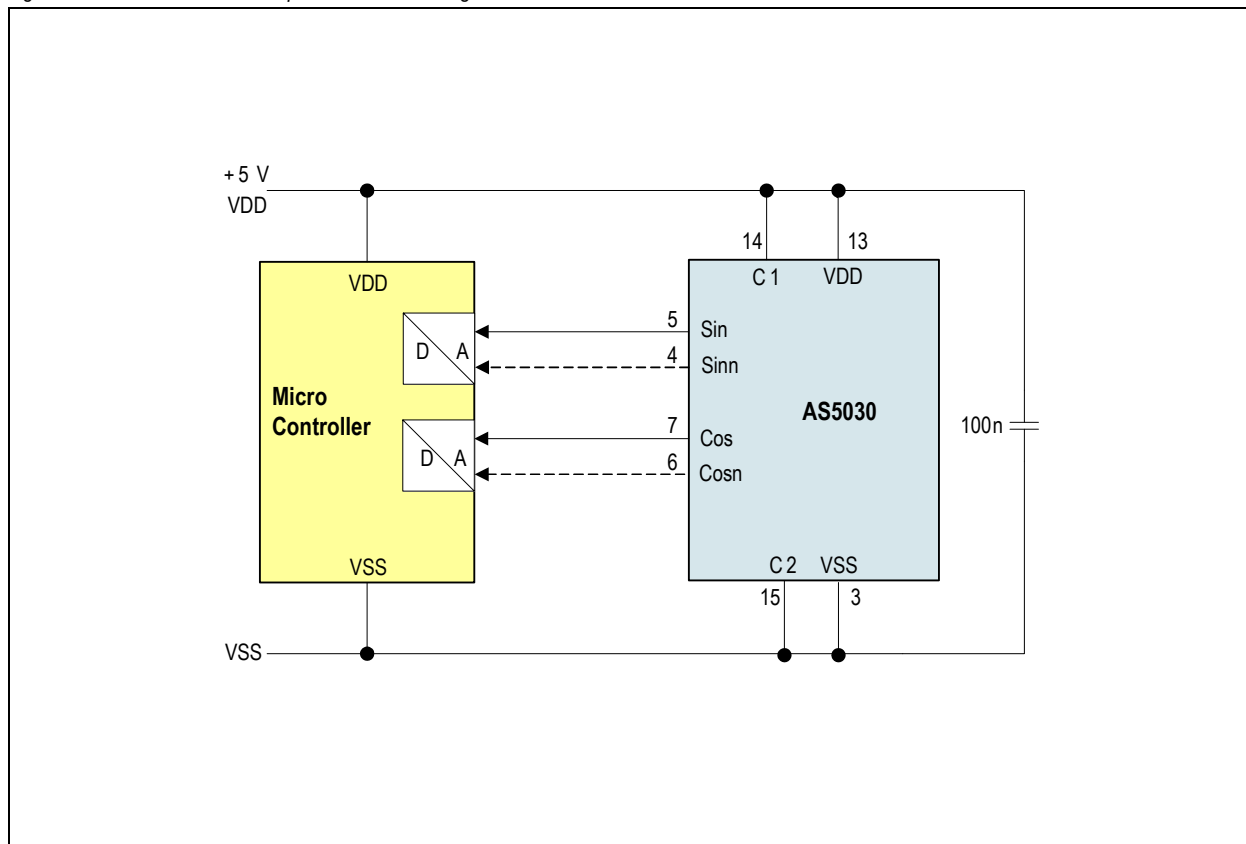 +5 V
VDD
14
13
VDD
C1
VDD
5
Sin
D
A
4
Sinn
Micro
Controller
AS5030
7
Cos
100n
D
A
6
Cosn
VSS
C2
VSS
15
3
VSS